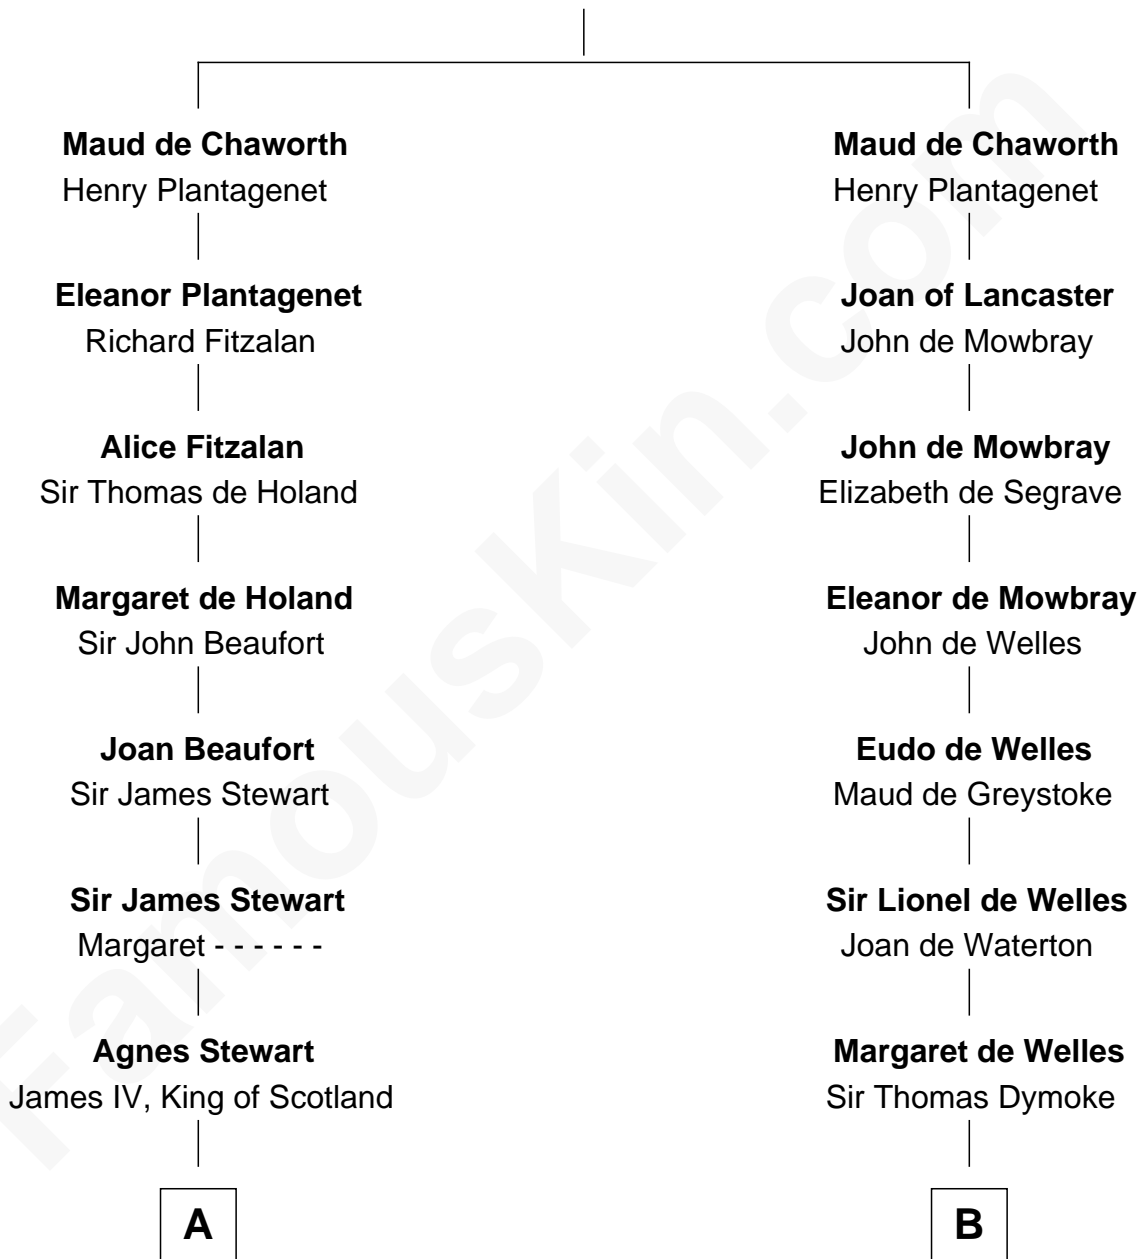 Maud de Chaworth
Henry Plantagenet
Eleanor Plantagenet
Richard Fitzalan
Alice Fitzalan
Sir Thomas de Holand
Margaret de Holand
Sir John Beaufort
Joan Beaufort
Sir James Stewart
Sir James Stewart
Margaret - - - - - -
Agnes Stewart
James IV, King of Scotland
A
Maud de Chaworth
Henry Plantagenet
Joan of Lancaster
John de Mowbray
John de Mowbray
Elizabeth de Segrave
Eleanor de Mowbray
John de Welles
Eudo de Welles
Maud de Greystoke
Sir Lionel de Welles
Joan de Waterton
Margaret de Welles
Sir Thomas Dymoke
B
FamousKin.com